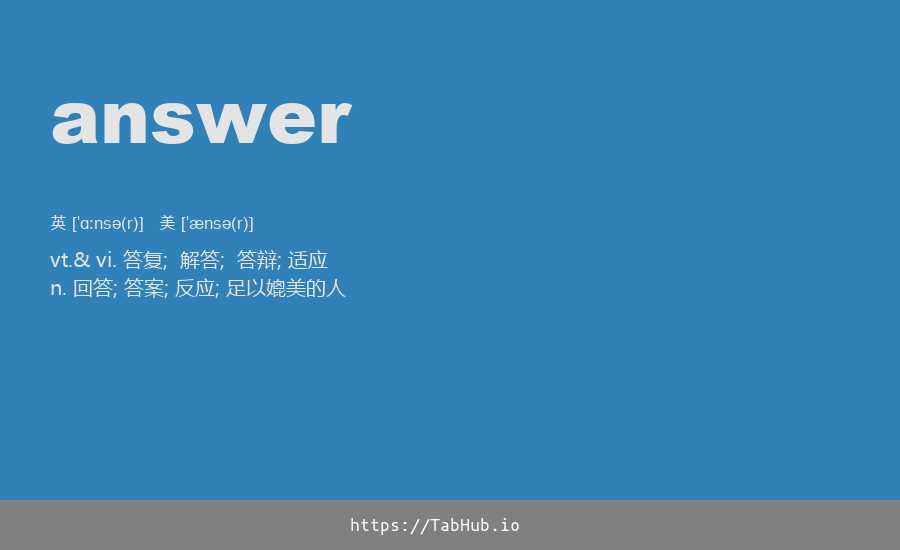 answer
英 [ˈɑ:nsə(r)] 美 [ˈænsə(r)]
vt.& vi. 答复; 解答; 答辩; 适应
n. 回答; 答案; 反应; 足以媲美的人
https://TabHub.io